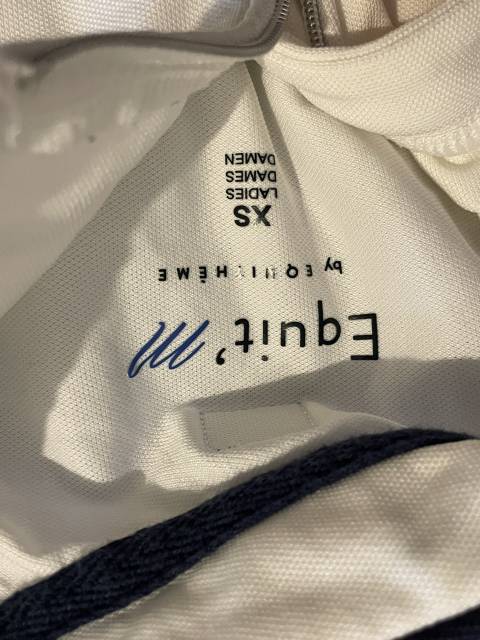 Equit'm
by EQUITHÈME
XS
LADIES
DAMES
DAMEN